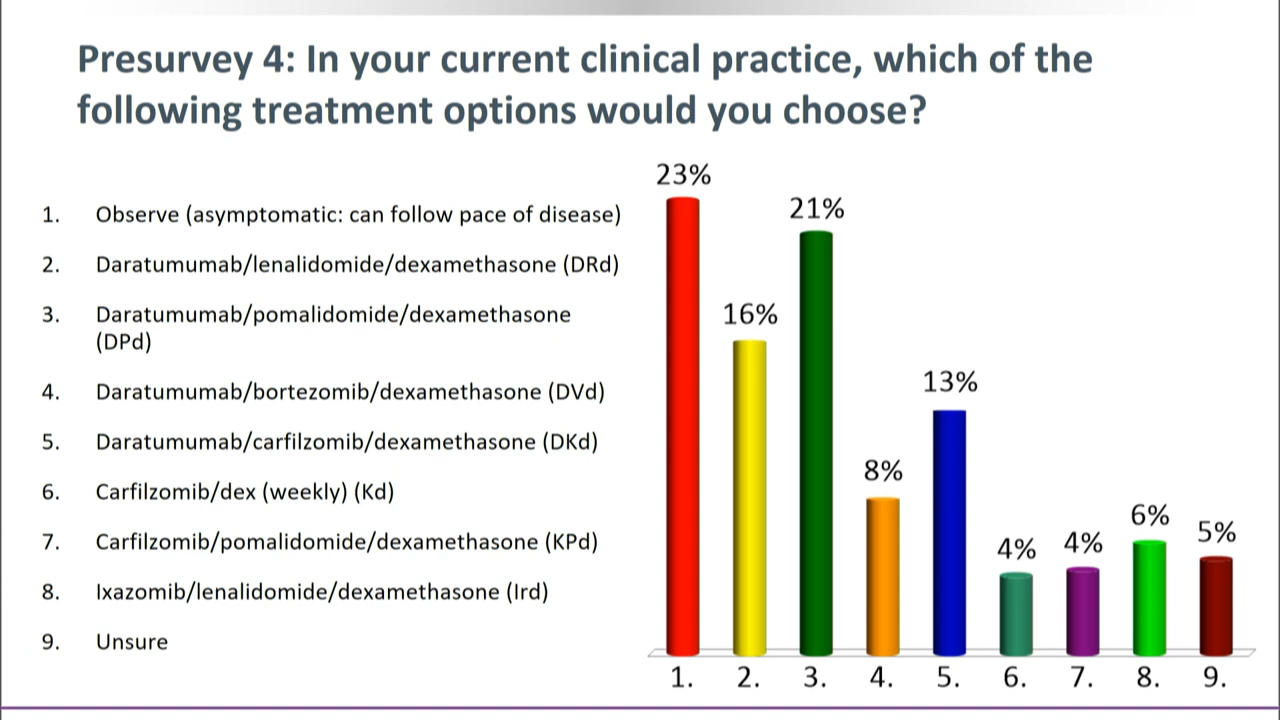 Presurvey 4: In your current clinical practice, which of the
following treatment options would you choose?
1. Observe (asymptomatic: can follow pace of disease)
2. Daratumumab/lenalidomide/dexamethasone (DRd)
3. Daratumumab/pomalidomide/dexamethasone
(DPd)
4. Daratumumab/bortezomib/dexamethasone (DVd)
5. Daratumumab/carfilzomib/dexamethasone (DKd)
6. Carfilzomib/dex (weekly) (Kd)
7. Carfilzomib/pomalidomide/dexamethasone (KPd)
8. Ixazomib/lenalidomide/dexamethasone (Ird)
9. Unsure
23%
16%
21%
8%
13%
4%
4%
6%
5%
1. 2. 3. 4. 5. 6. 7. 8. 9.